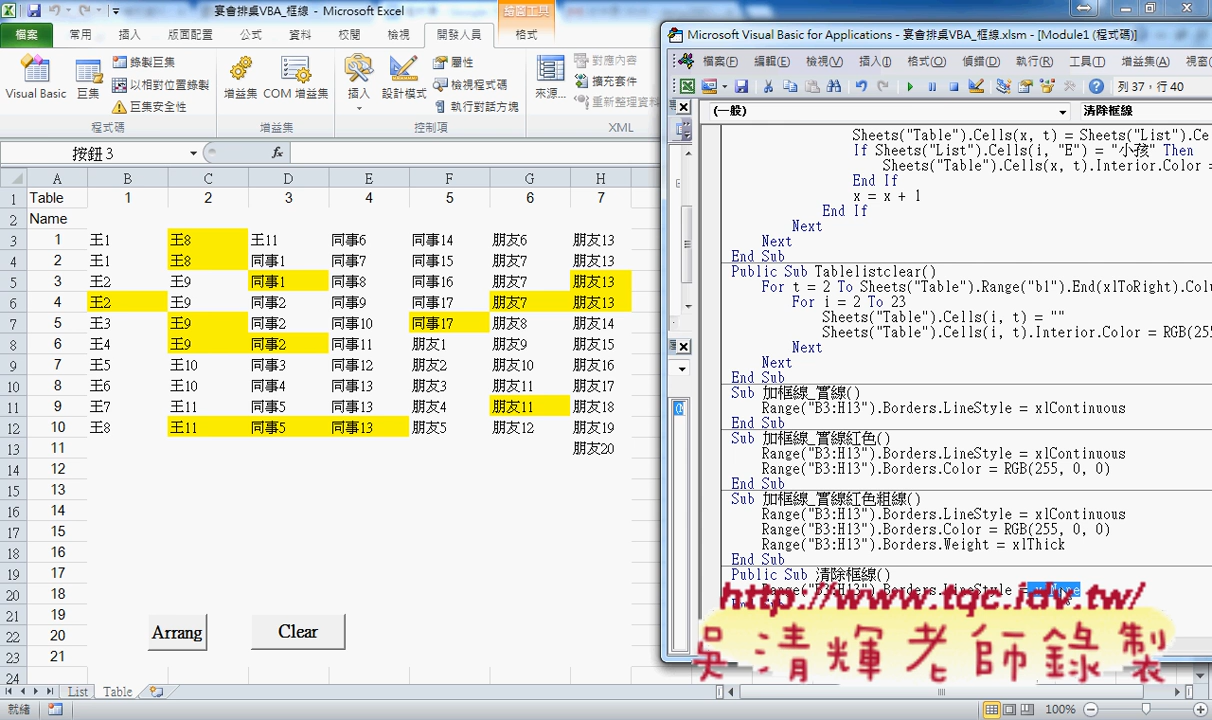 宴會排桌VBA_框線 - Microsoft Excel
繪圖工具
檔案 常用 插入 版面配置 公式 資料 校閱 檢視 開發人員 格式
Visual Basic 巨集 錄製巨集 以相對位置錄製 巨集安全性
增益集 COM 增益集 插入 設計模式 屬性 檢視程式碼 執行對話方塊
來源... 對應內容 擴充套件 重新整理資料
程式碼 增益集 控制項 XML
按鈕 3 fx
A B C D E F G H
1 Table 1 2 3 4 5 6 7
2 Name
3 1 王1 王8 王11 同事6 同事14 朋友6 朋友13
4 2 王1 王8 同事1 同事7 同事15 朋友7 朋友13
5 3 王2 王9 同事1 同事8 同事16 朋友7 朋友13
6 4 王2 王9 同事2 同事9 同事17 朋友7 朋友13
7 5 王3 王9 同事2 同事10 同事17 朋友8 朋友14
8 6 王4 王9 同事2 同事11 朋友1 朋友9 朋友15
9 7 王5 王10 同事3 同事12 朋友2 朋友10 朋友16
10 8 王6 王10 同事4 同事13 朋友3 朋友11 朋友17
11 9 王7 王11 同事5 同事13 朋友4 朋友11 朋友18
12 10 王8 王11 同事5 同事13 朋友5 朋友12 朋友19
13 11 朋友20
14 12
15 13
16 14
17 15
18 16
19 17
20 18
21 19
22 20
23 21
24
Arrang Clear
List Table
就緒 100%
Microsoft Visual Basic for Applications - 宴會排桌VBA_框線.xlsm - [Module1 (程式碼)]
檔案(F) 編輯(E) 檢視(V) 插入(I) 格式(O) 偵錯(D) 執行(R) 工具(T) 增益集(A) 視窗
列 37，行 40
(一般) 清除框線
Sheets("Table").Cells(x, t) = Sheets("List").Ce
If Sheets("List").Cells(i, "E") = "小孩" Then
Sheets("Table").Cells(x, t).Interior.Color =
End If
x = x + 1
End If
Next
Next
End Sub
Public Sub Tablelistclear()
For t = 2 To Sheets("Table").Range("b1").End(xlToRight).Colu
For i = 2 To 23
Sheets("Table").Cells(i, t) = ""
Sheets("Table").Cells(i, t).Interior.Color = RGB(255
Next
Next
End Sub
Sub 加框線_實線()
Range("B3:H13").Borders.LineStyle = xlContinuous
End Sub
Sub 加框線_實線紅色()
Range("B3:H13").Borders.LineStyle = xlContinuous
Range("B3:H13").Borders.Color = RGB(255, 0, 0)
End Sub
Sub 加框線_實線紅色粗線()
Range("B3:H13").Borders.LineStyle = xlContinuous
Range("B3:H13").Borders.Color = RGB(255, 0, 0)
Range("B3:H13").Borders.Weight = xlThick
End Sub
Public Sub 清除框線()
Range("B3:H13").Borders.LineStyle =
http://www.tqc.idv.tw/
吳清輝老師錄製